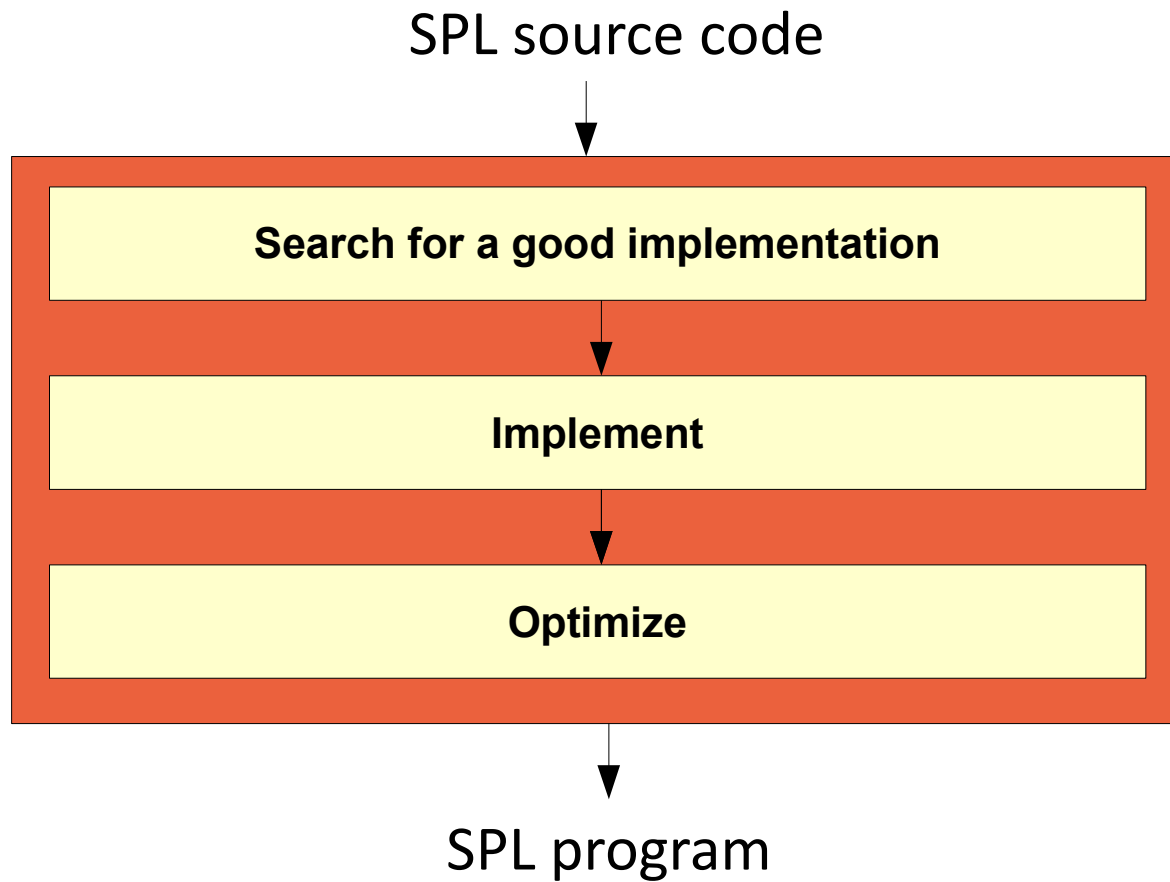 SPL source code
Search for a good implementation
Implement
Optimize
SPL program